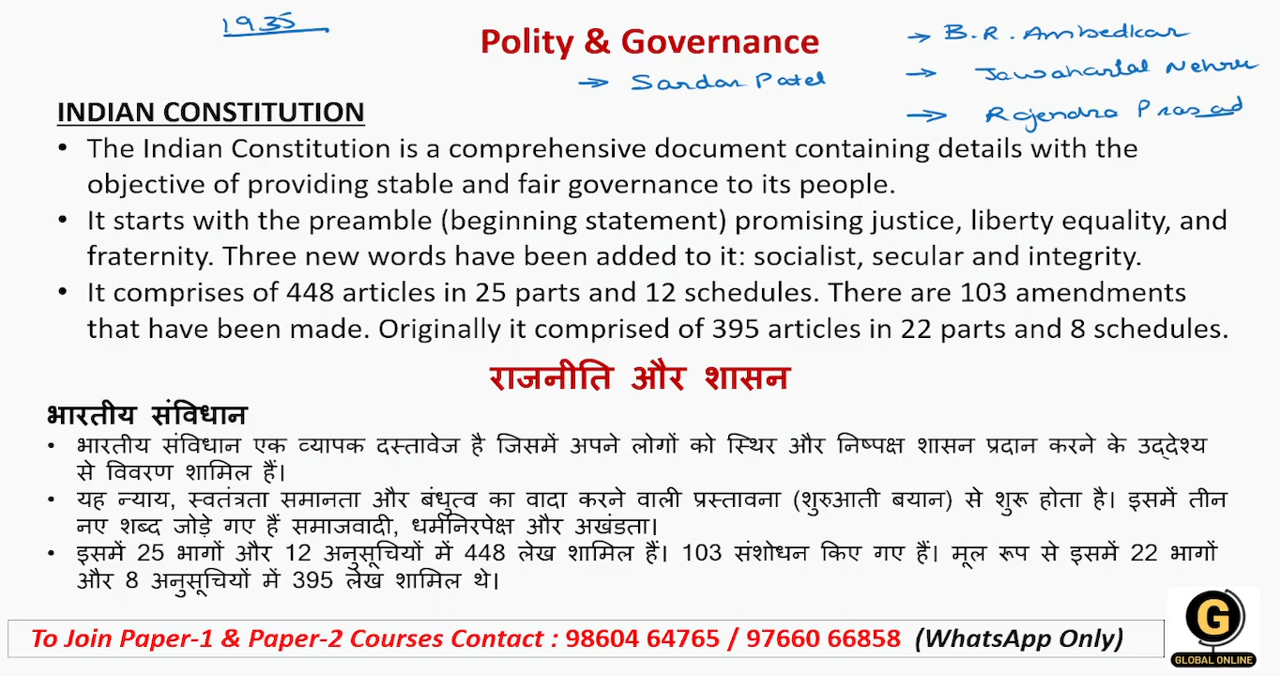 1935
Polity & Governance
→ B.R. Ambedkar
→ Sardar Patel
→ Jawaharlal Nehru
→ Rajendra Prasad
INDIAN CONSTITUTION
• The Indian Constitution is a comprehensive document containing details with the
objective of providing stable and fair governance to its people.
• It starts with the preamble (beginning statement) promising justice, liberty equality, and
fraternity. Three new words have been added to it: socialist, secular and integrity.
• It comprises of 448 articles in 25 parts and 12 schedules. There are 103 amendments
that have been made. Originally it comprised of 395 articles in 22 parts and 8 schedules.
राजनीति और शासन
भारतीय संविधान
• भारतीय संविधान एक व्यापक दस्तावेज है जिसमें अपने लोगों को स्थिर और निष्पक्ष शासन प्रदान करने के उद्देश्य
से विवरण शामिल हैं।
• यह न्याय, स्वतंत्रता समानता और बंधुत्व का वादा करने वाली प्रस्तावना (शुरुआती बयान) से शुरू होता है। इसमें तीन
नए शब्द जोड़े गए हैं समाजवादी, धर्मनिरपेक्ष और अखंडता।
• इसमें 25 भागों और 12 अनुसूचियों में 448 लेख शामिल हैं। 103 संशोधन किए गए हैं। मूल रूप से इसमें 22 भागों
और 8 अनुसूचियों में 395 लेख शामिल थे।
To Join Paper-1 & Paper-2 Courses Contact : 98604 64765 / 97660 66858 (WhatsApp Only)
G
GLOBAL ONLINE